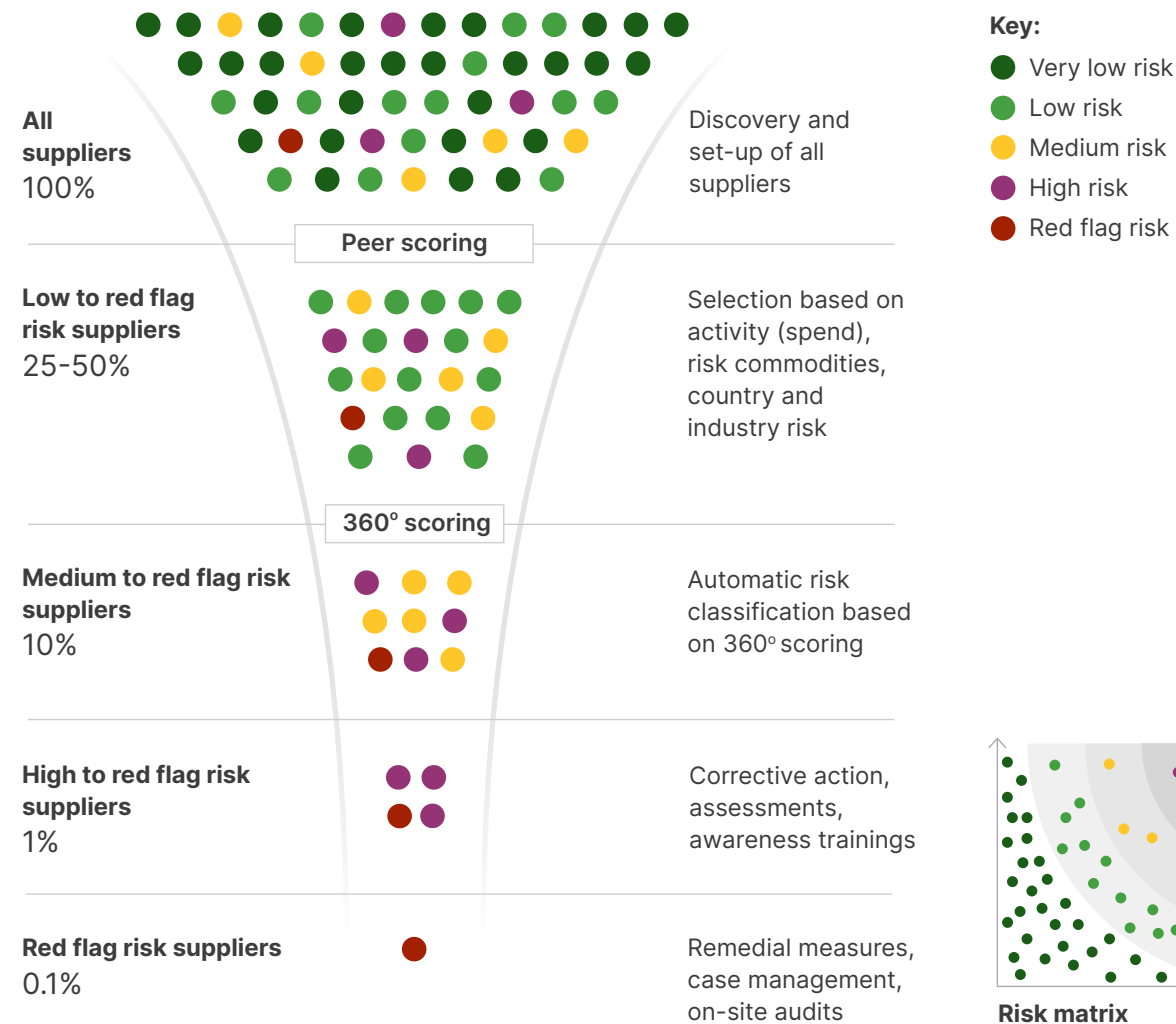 Key:
Very low risk
Low risk
Medium risk
High risk
Red flag risk
All
suppliers
100%
Discovery and
set-up of all
suppliers
Peer scoring
Low to red flag
risk suppliers
25-50%
Selection based on
activity (spend),
risk commodities,
country and
industry risk
360° scoring
Medium to red flag risk
suppliers
10%
Automatic risk
classification based
on 360° scoring
High to red flag risk
suppliers
1%
Corrective action,
assessments,
awareness trainings
Red flag risk suppliers
0.1%
Remedial measures,
case management,
on-site audits
Risk matrix